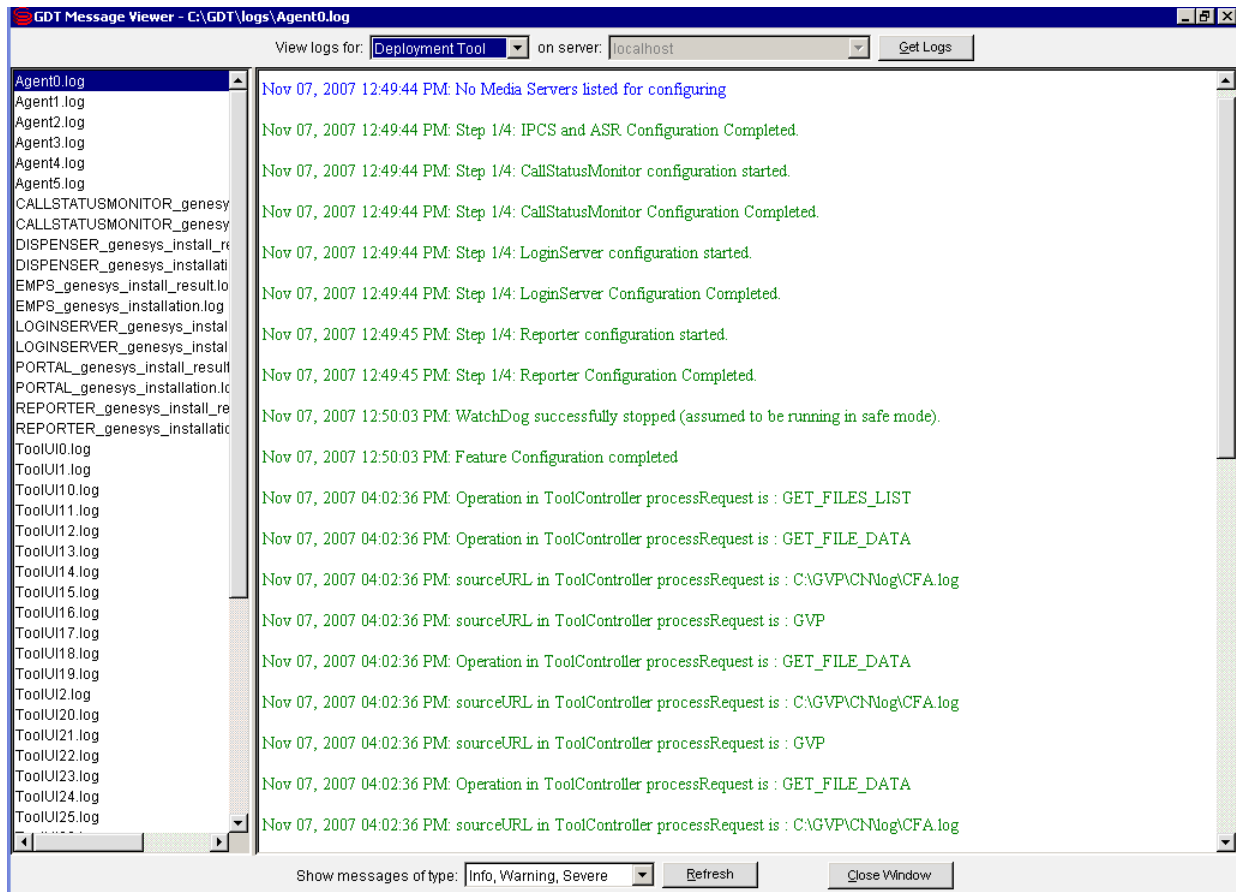 GDT Message Viewer - C:\GDT\logs\Agent0.log
View logs for: Deployment Tool on server: localhost Get Logs
Agent0.log
Agent1.log
Agent2.log
Agent3.log
Agent4.log
Agent5.log
CALLSTATUSMONITOR_genesy
CALLSTATUSMONITOR_genesy
DISPENSER_genesys_install_re
DISPENSER_genesys_installati
EMPS_genesys_install_result.lo
EMPS_genesys_installation.log
LOGINSERVER_genesys_instal
LOGINSERVER_genesys_instal
PORTAL_genesys_install_result
PORTAL_genesys_installation.lo
REPORTER_genesys_install_re
REPORTER_genesys_installatio
ToolUI0.log
ToolUI1.log
ToolUI10.log
ToolUI11.log
ToolUI12.log
ToolUI13.log
ToolUI14.log
ToolUI15.log
ToolUI16.log
ToolUI17.log
ToolUI18.log
ToolUI19.log
ToolUI2.log
ToolUI20.log
ToolUI21.log
ToolUI22.log
ToolUI23.log
ToolUI24.log
ToolUI25.log
Nov 07, 2007 12:49:44 PM: No Media Servers listed for configuring
Nov 07, 2007 12:49:44 PM: Step 1/4: IPCS and ASR Configuration Completed.
Nov 07, 2007 12:49:44 PM: Step 1/4: CallStatusMonitor configuration started.
Nov 07, 2007 12:49:44 PM: Step 1/4: CallStatusMonitor Configuration Completed.
Nov 07, 2007 12:49:44 PM: Step 1/4: LoginServer configuration started.
Nov 07, 2007 12:49:44 PM: Step 1/4: LoginServer Configuration Completed.
Nov 07, 2007 12:49:45 PM: Step 1/4: Reporter configuration started.
Nov 07, 2007 12:49:45 PM: Step 1/4: Reporter Configuration Completed.
Nov 07, 2007 12:50:03 PM: WatchDog successfully stopped (assumed to be running in safe mode).
Nov 07, 2007 12:50:03 PM: Feature Configuration completed
Nov 07, 2007 04:02:36 PM: Operation in ToolController processRequest is : GET_FILES_LIST
Nov 07, 2007 04:02:36 PM: Operation in ToolController processRequest is : GET_FILE_DATA
Nov 07, 2007 04:02:36 PM: sourceURL in ToolController processRequest is : C:\GVP\CN\log\CFA.log
Nov 07, 2007 04:02:36 PM: sourceURL in ToolController processRequest is : GVP
Nov 07, 2007 04:02:36 PM: Operation in ToolController processRequest is : GET_FILE_DATA
Nov 07, 2007 04:02:36 PM: sourceURL in ToolController processRequest is : C:\GVP\CN\log\CFA.log
Nov 07, 2007 04:02:36 PM: sourceURL in ToolController processRequest is : GVP
Nov 07, 2007 04:02:36 PM: Operation in ToolController processRequest is : GET_FILE_DATA
Nov 07, 2007 04:02:36 PM: sourceURL in ToolController processRequest is : C:\GVP\CN\log\CFA.log
Show messages of type: Info, Warning, Severe Refresh Close Window